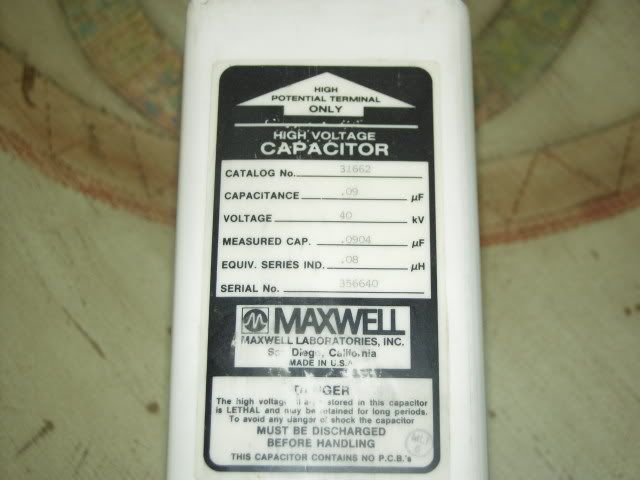 HIGH
POTENTIAL TERMINAL
ONLY
HIGH VOLTAGE
CAPACITOR
CATALOG No. 31662
CAPACITANCE .09 µF
VOLTAGE 40 kV
MEASURED CAP. .0904 µF
EQUIV. SERIES IND. .08 µH
SERIAL No. 356640
MAXWELL
MAXWELL LABORATORIES, INC.
San Diego, California
MADE IN U.S.A.
DANGER
The high voltage stored in this capacitor
is LETHAL and may be retained for long periods.
To avoid any danger of shock the capacitor
MUST BE DISCHARGED
BEFORE HANDLING
THIS CAPACITOR CONTAINS NO P.C.B.'s